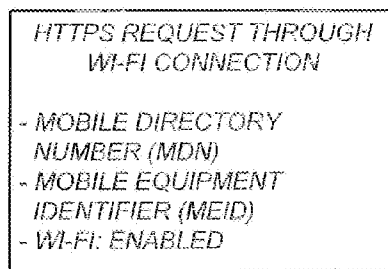 HTTPS REQUEST THROUGH
WI-FI CONNECTION
- MOBILE DIRECTORY
NUMBER (MDN)
- MOBILE EQUIPMENT
IDENTIFIER (MEID)
- WI-FI: ENABLED